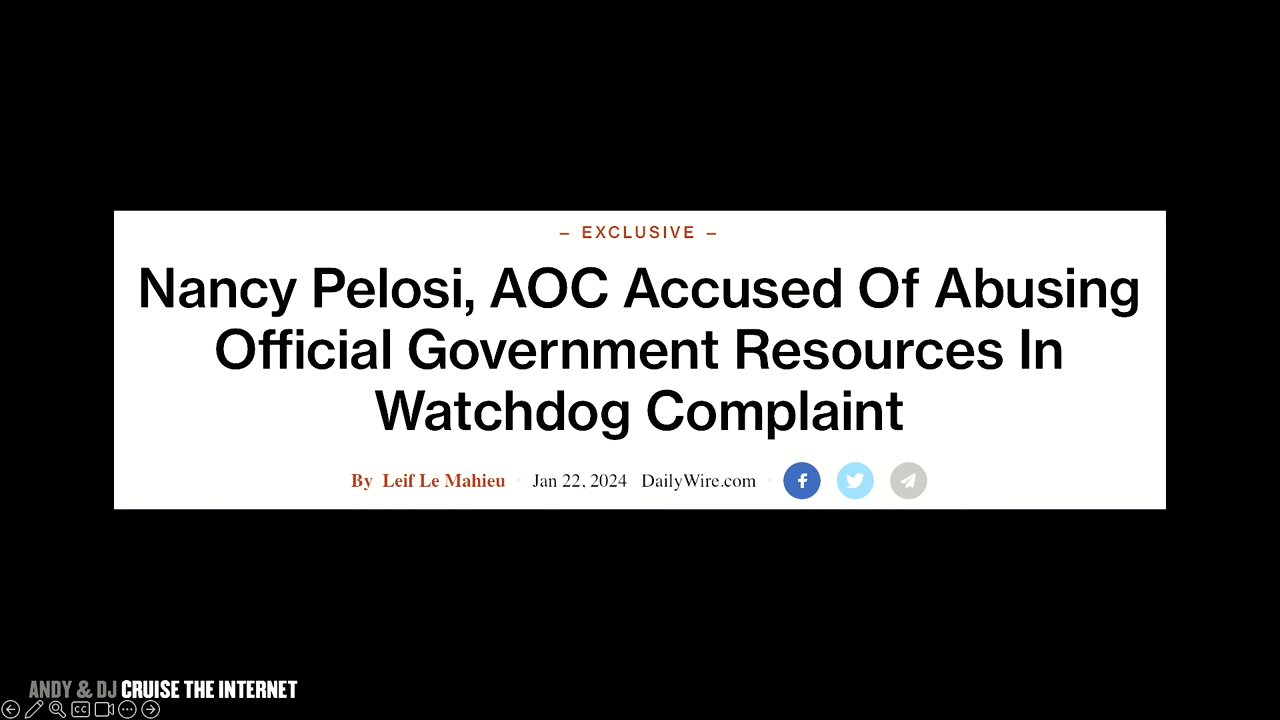 – EXCLUSIVE –
Nancy Pelosi, AOC Accused Of Abusing
Official Government Resources In
Watchdog Complaint
By Leif Le Mahieu · Jan 22, 2024 DailyWire.com ·
ANDY & DJ CRUISE THE INTERNET
CC